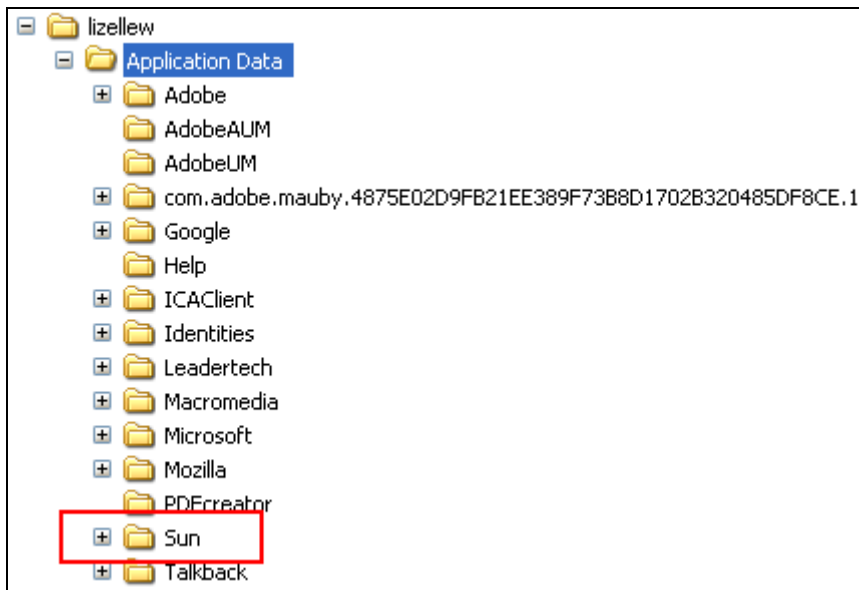 lizellew
Application Data
Adobe
AdobeAUM
AdobeUM
com.adobe.mauby.4875E02D9FB21EE389F73B8D1702B320485DF8CE.1
Google
Help
ICAClient
Identities
Leadertech
Macromedia
Microsoft
Mozilla
PDFcreator
Sun
Talkback